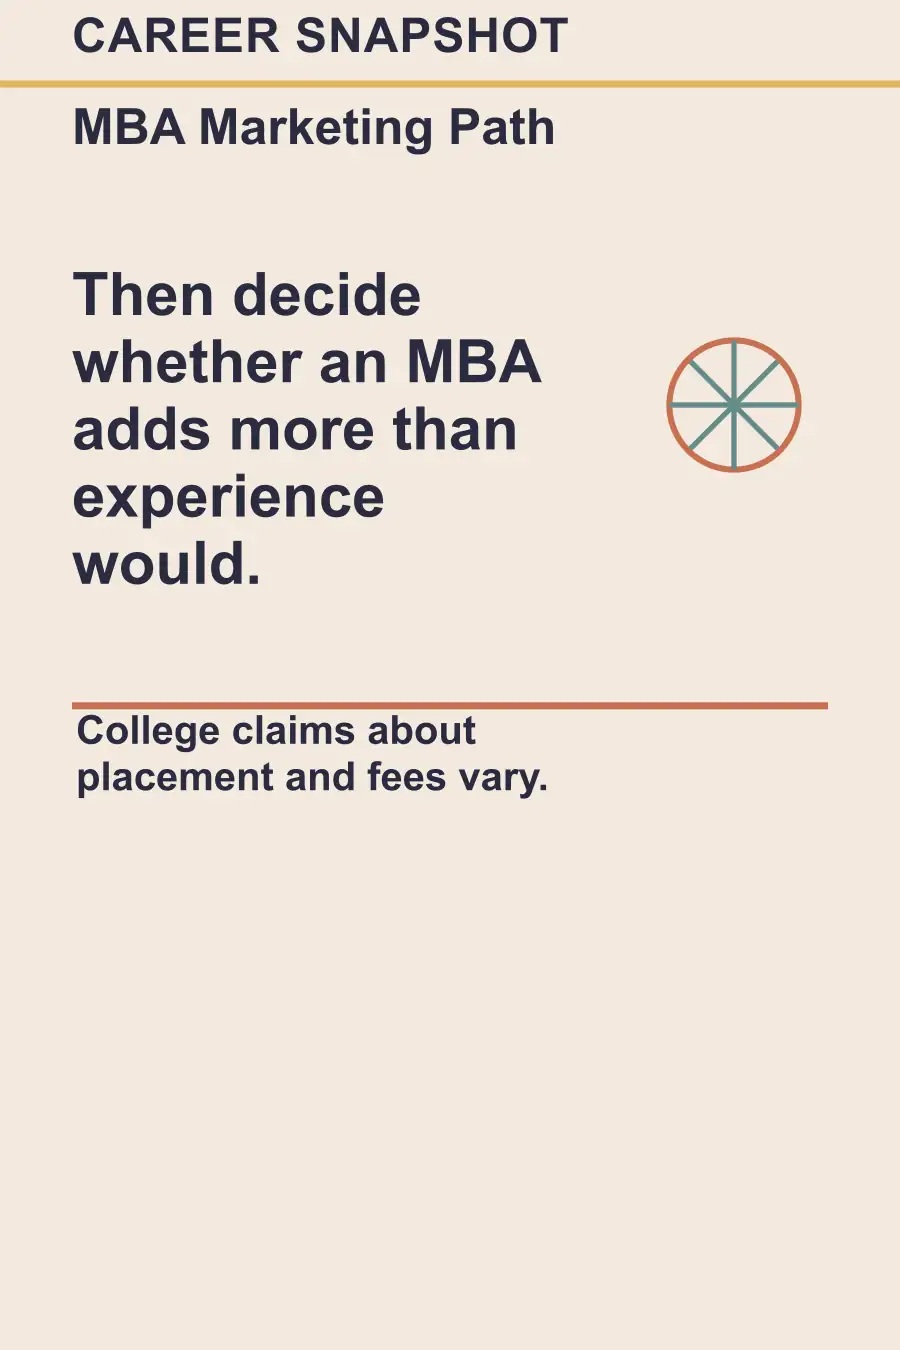 CAREER SNAPSHOT
MBA Marketing Path
Then decide
whether an MBA
adds more than
experience
would.
College claims about
placement and fees vary.